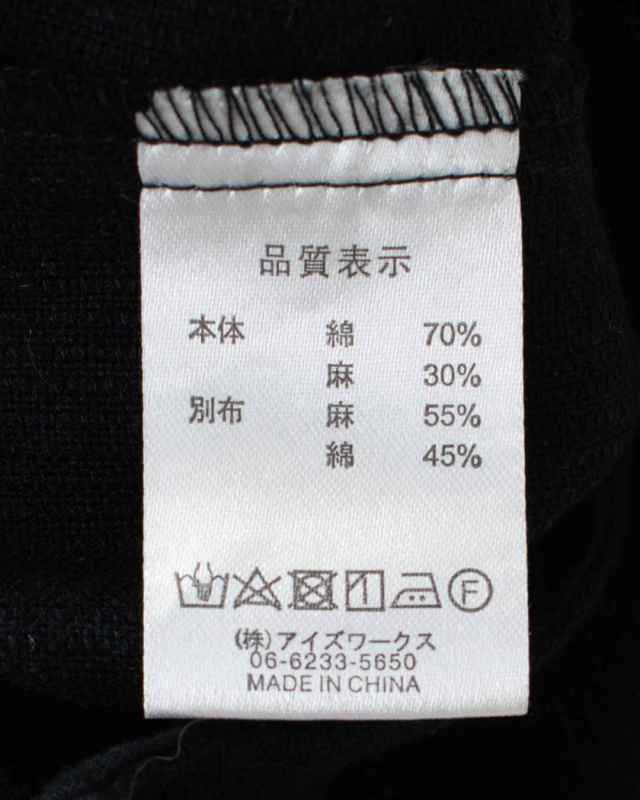 品質表示
本体 綿 70%
麻 30%
別布 麻 55%
綿 45%
F
(株)アイズワークス
06-6233-5650
MADE IN CHINA